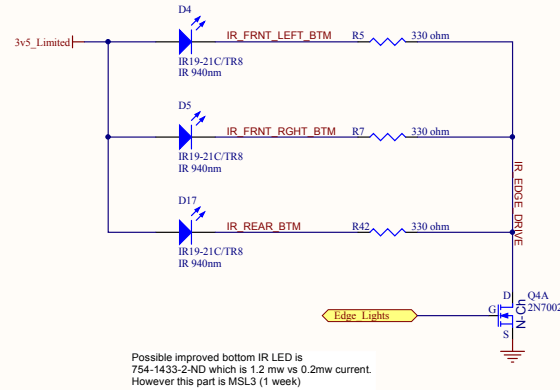 D4
3v5_Limited
IR_FRNT_LEFT_BTM
R5
330 ohm
IR19-21C/TR8
IR 940nm
D5
IR_FRNT_RGHT_BTM
R7
330 ohm
IR19-21C/TR8
IR 940nm
IR_EDGE_DRIVE
D17
IR_REAR_BTM
R42
330 ohm
IR19-21C/TR8
IR 940nm
D
Q4A
2N7002
Edge_Lights
G
N-Ch
S
Possible improved bottom IR LED is
754-1433-2-ND which is 1.2 mw vs 0.2mw current.
However this part is MSL3 (1 week)